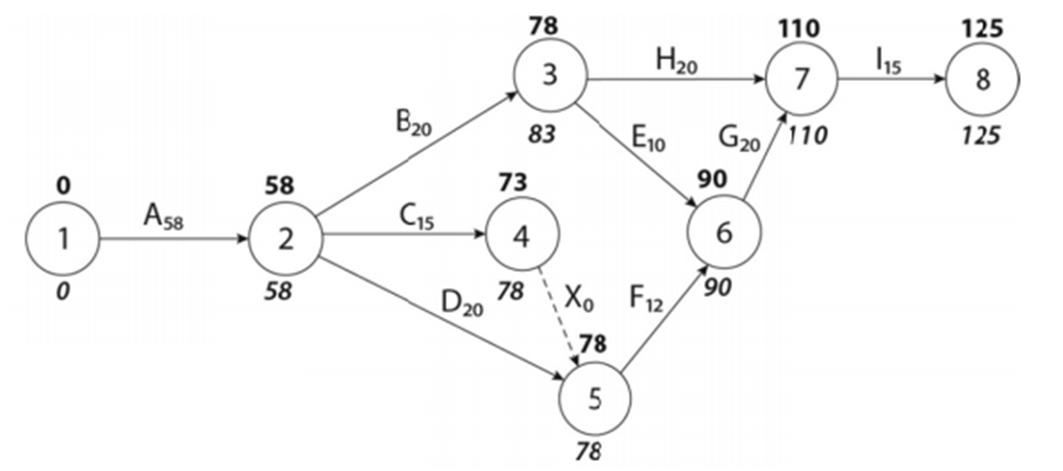 78
110
125
H₂₀
I₁₅
3
7
8
B₂₀
83
E₁₀
G₂₀
110
125
0
58
73
90
A₅₈
C₁₅
1
2
4
6
0
58
78
X₀
F₁₂
90
D₂₀
78
5
78